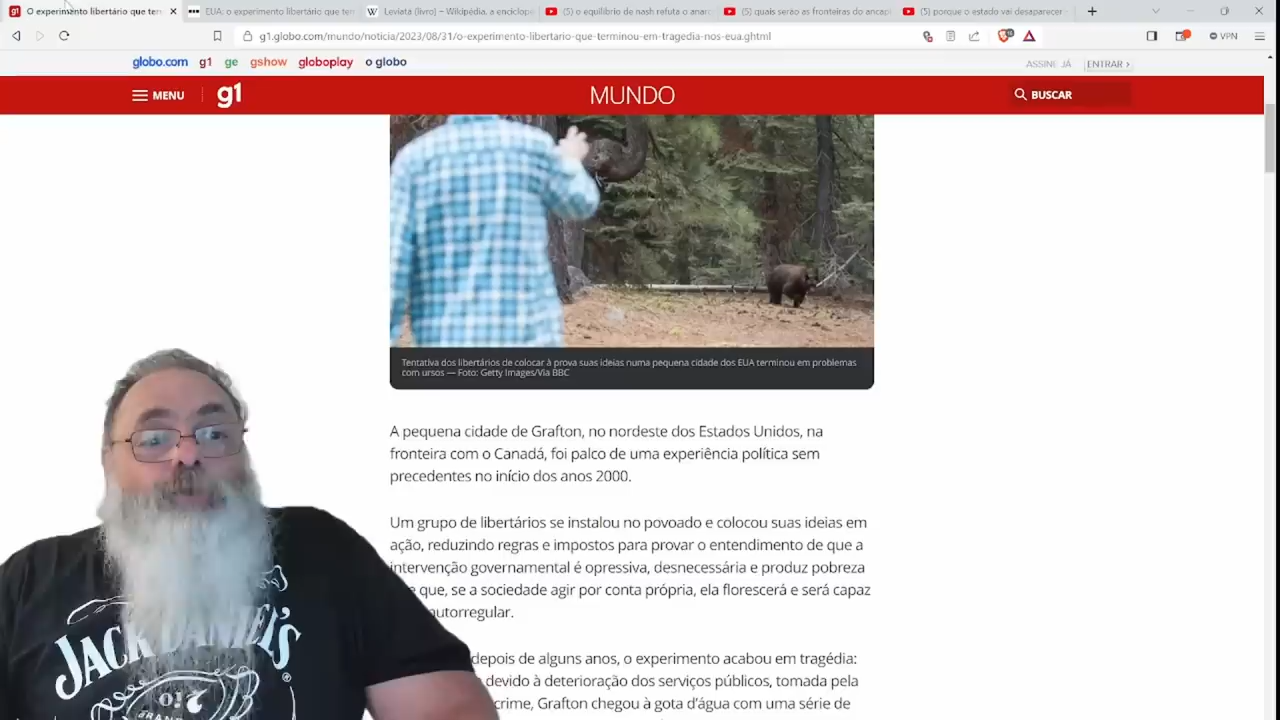 O experimento libertário que ter
EUA: o experimento libertário que ter
Leviatã (livro) – Wikipédia, a enciclope
(5) o equilibrio de nash refuta o anarc
(5) quais serão as fronteiras do ancap
(5) porque o estado vai desaparecer
g1.globo.com/mundo/noticia/2023/08/31/o-experimento-libertario-que-terminou-em-tragedia-nos-eua.ghtml
VPN
globo.com g1 ge gshow globoplay o globo
ASSINE JÁ
ENTRAR ›
MENU
g1
MUNDO
BUSCAR
Tentativa dos libertários de colocar à prova suas ideias numa pequena cidade dos EUA terminou em problemas
com ursos — Foto: Getty Images/Via BBC
A pequena cidade de Grafton, no nordeste dos Estados Unidos, na
fronteira com o Canadá, foi palco de uma experiência política sem
precedentes no início dos anos 2000.
Um grupo de libertários se instalou no povoado e colocou suas ideias em
ação, reduzindo regras e impostos para provar o entendimento de que a
intervenção governamental é opressiva, desnecessária e produz pobreza
e que, se a sociedade agir por conta própria, ela florescerá e será capaz
autorregular.
depois de alguns anos, o experimento acabou em tragédia:
devido à deterioração dos serviços públicos, tomada pela
crime, Grafton chegou à gota d'água com uma série de
JACK DANIEL'S